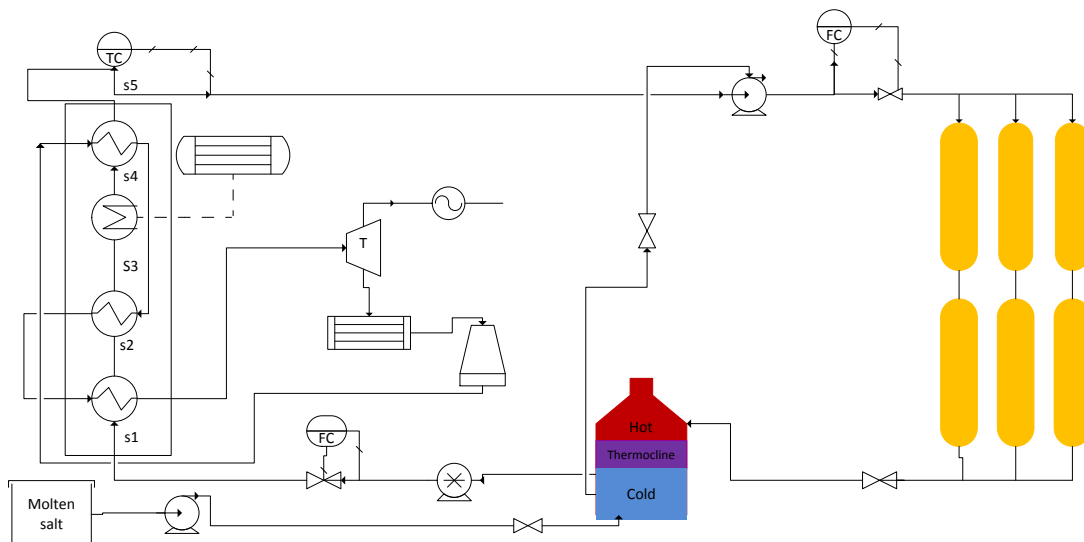 TC
FC
s5
s4
S3
s2
s1
T
FC
Hot
Thermocline
Cold
Molten
salt